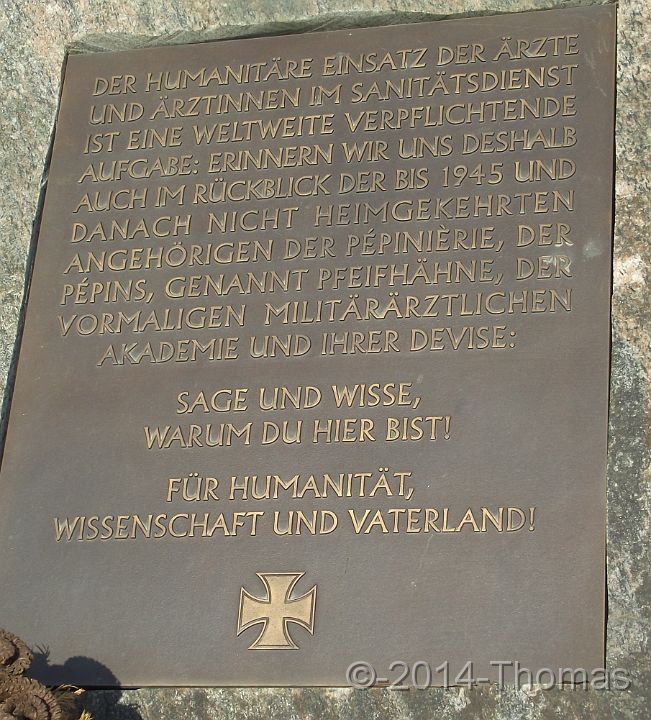 DER HUMANITÄRE EINSATZ DER ÄRZTE
UND ÄRZTINNEN IM SANITÄTSDIENST
IST EINE WELTWEITE VERPFLICHTENDE
AUFGABE: ERINNERN WIR UNS DESHALB
AUCH IM RÜCKBLICK DER BIS 1945 UND
DANACH NICHT HEIMGEKEHRTEN
ANGEHÖRIGEN DER PÉPINIÈRIE, DER
PÉPINS, GENANNT PFEIFHÄHNE, DER
VORMALIGEN MILITÄRÄRZTLICHEN
AKADEMIE UND IHRER DEVISE:
SAGE UND WISSE,
WARUM DU HIER BIST!
FÜR HUMANITÄT,
WISSENSCHAFT UND VATERLAND!
©-2014-Thomas